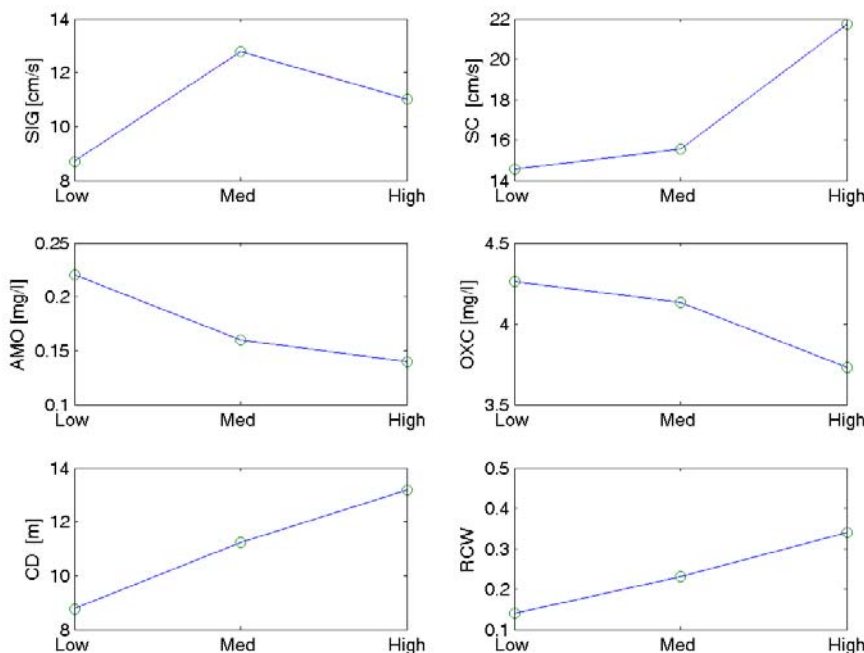 14
12
10
8
SIG [cm/s]
Low
Med
High
22
20
18
16
14
SC [cm/s]
Low
Med
High
0.25
0.2
0.15
0.1
AMO [mg/l]
Low
Med
High
4.5
4
3.5
OXC [mg/l]
Low
Med
High
14
12
10
8
CD [m]
Low
Med
High
0.5
0.4
0.3
0.2
0.1
RCW
Low
Med
High